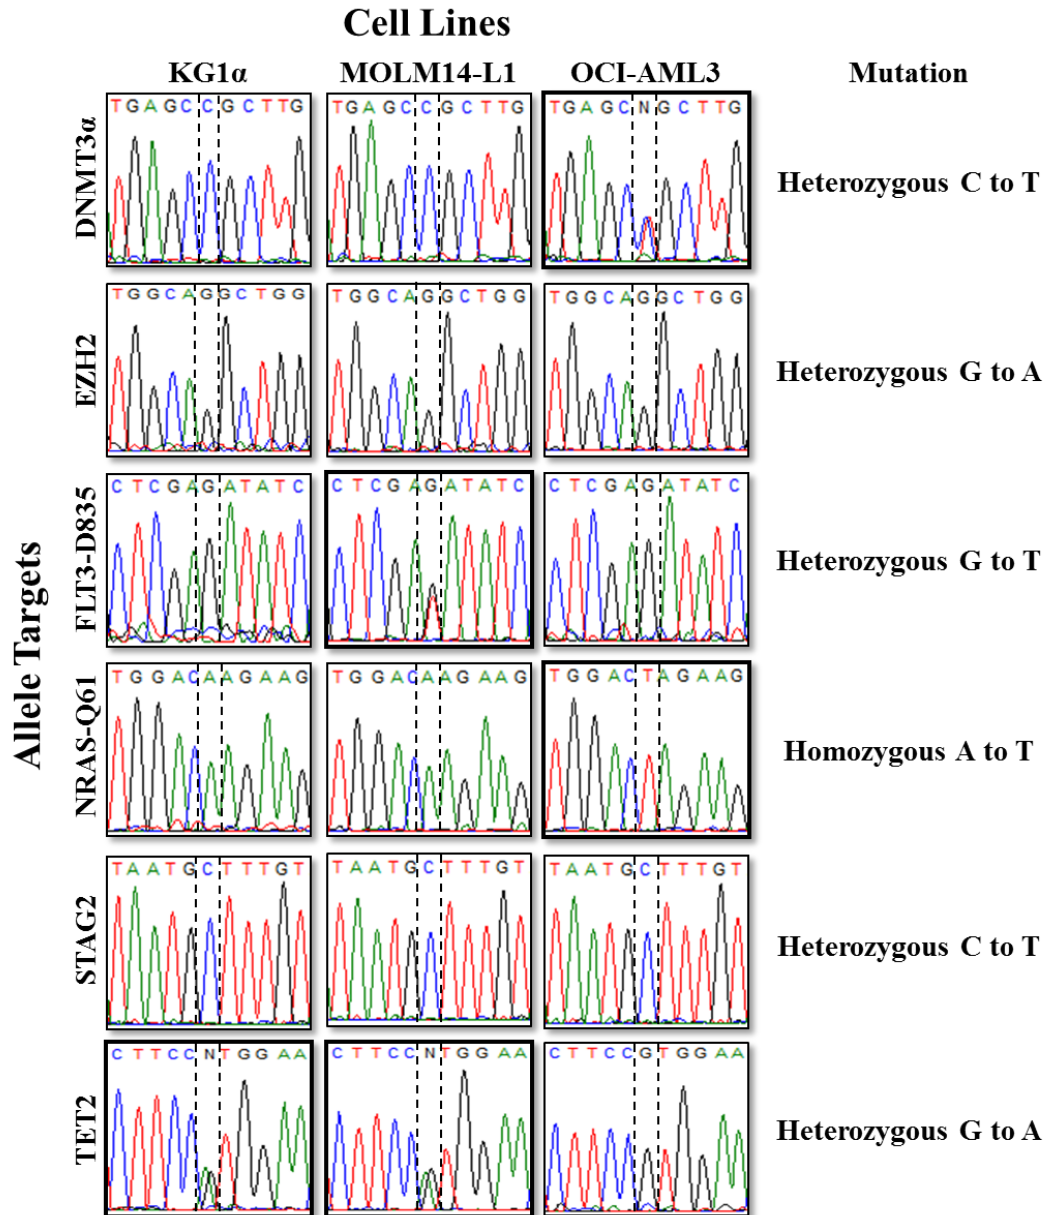 Cell Lines
KG1α MOLM14-L1 OCI-AML3 Mutation
Allele Targets
DNMT3α
TGAGCCGCTTG TGAGCCGCTTG TGAGCNGCTTG
Heterozygous C to T
EZH2
TGGCAGGCTGG TGGCAGGCTGG TGGCAGGCTGG
Heterozygous G to A
FLT3-D835
CTCGAGATATC CTCGAGATATC CTCGAGATATC
Heterozygous G to T
NRAS-Q61
TGGACAAGAAG TGGACAAGAAG TGGACTAGAAG
Homozygous A to T
STAG2
TAATGCTTTGT TAATGCTTTGT TAATGCTTTGT
Heterozygous C to T
TET2
CTTCCNTGGAA CTTCCNTGGAA CTTCCGTGGAA
Heterozygous G to A